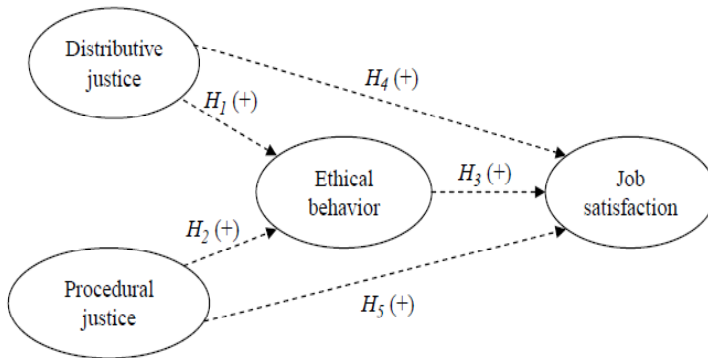 Distributive
justice
H4 (+)
H1 (+)
Ethical
behavior
H3 (+)
Job
satisfaction
H2 (+)
Procedural
justice
H5 (+)